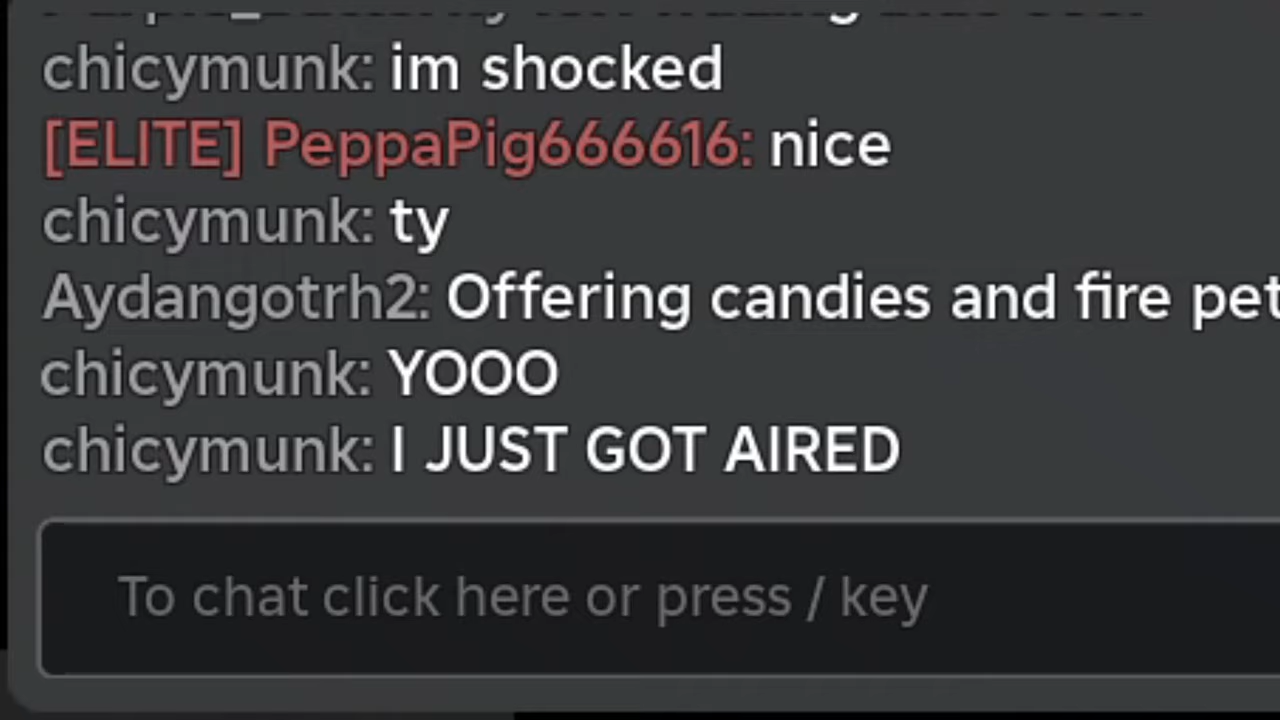 chicymunk: im shocked
[ELITE] PeppaPig666616: nice
chicymunk: ty
Aydangotrh2: Offering candies and fire pet
chicymunk: YOOO
chicymunk: I JUST GOT AIRED
To chat click here or press / key